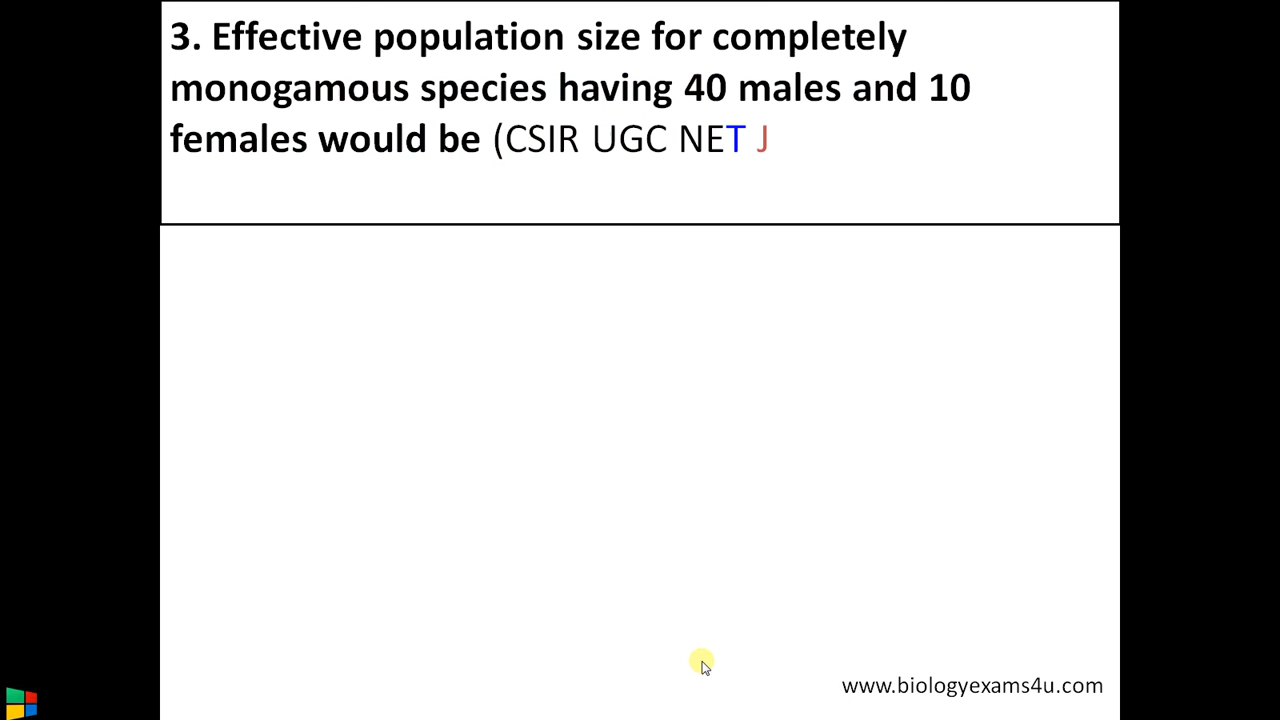 3. Effective population size for completely
monogamous species having 40 males and 10
females would be (CSIR UGC NET J
www.biologyexams4u.com